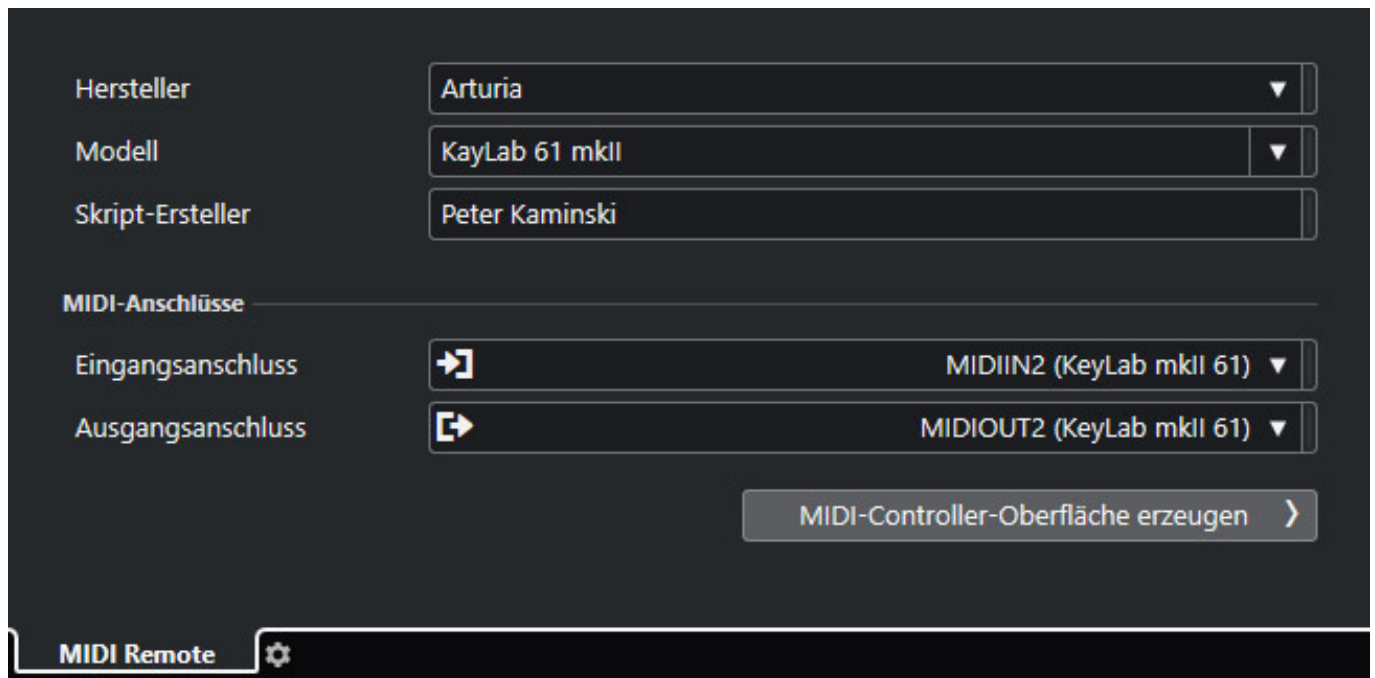 Hersteller Arturia
Modell KayLab 61 mkII
Skript-Ersteller Peter Kaminski
MIDI-Anschlüsse
Eingangsanschluss MIDIIN2 (KeyLab mkII 61)
Ausgangsanschluss MIDIOUT2 (KeyLab mkII 61)
MIDI-Controller-Oberfläche erzeugen
MIDI Remote